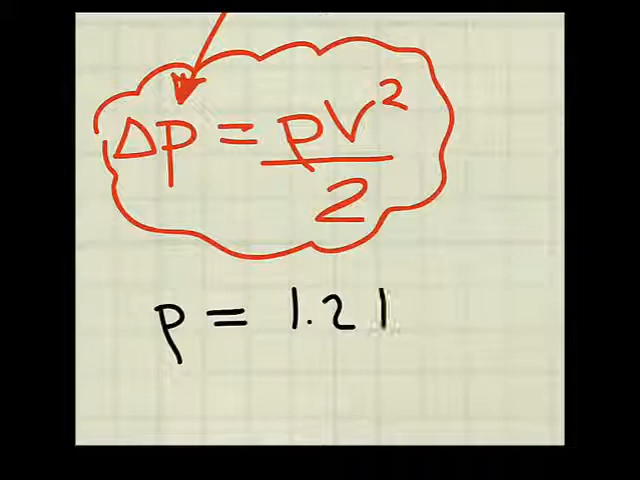 Δp = ρV²/2
ρ = 1.21